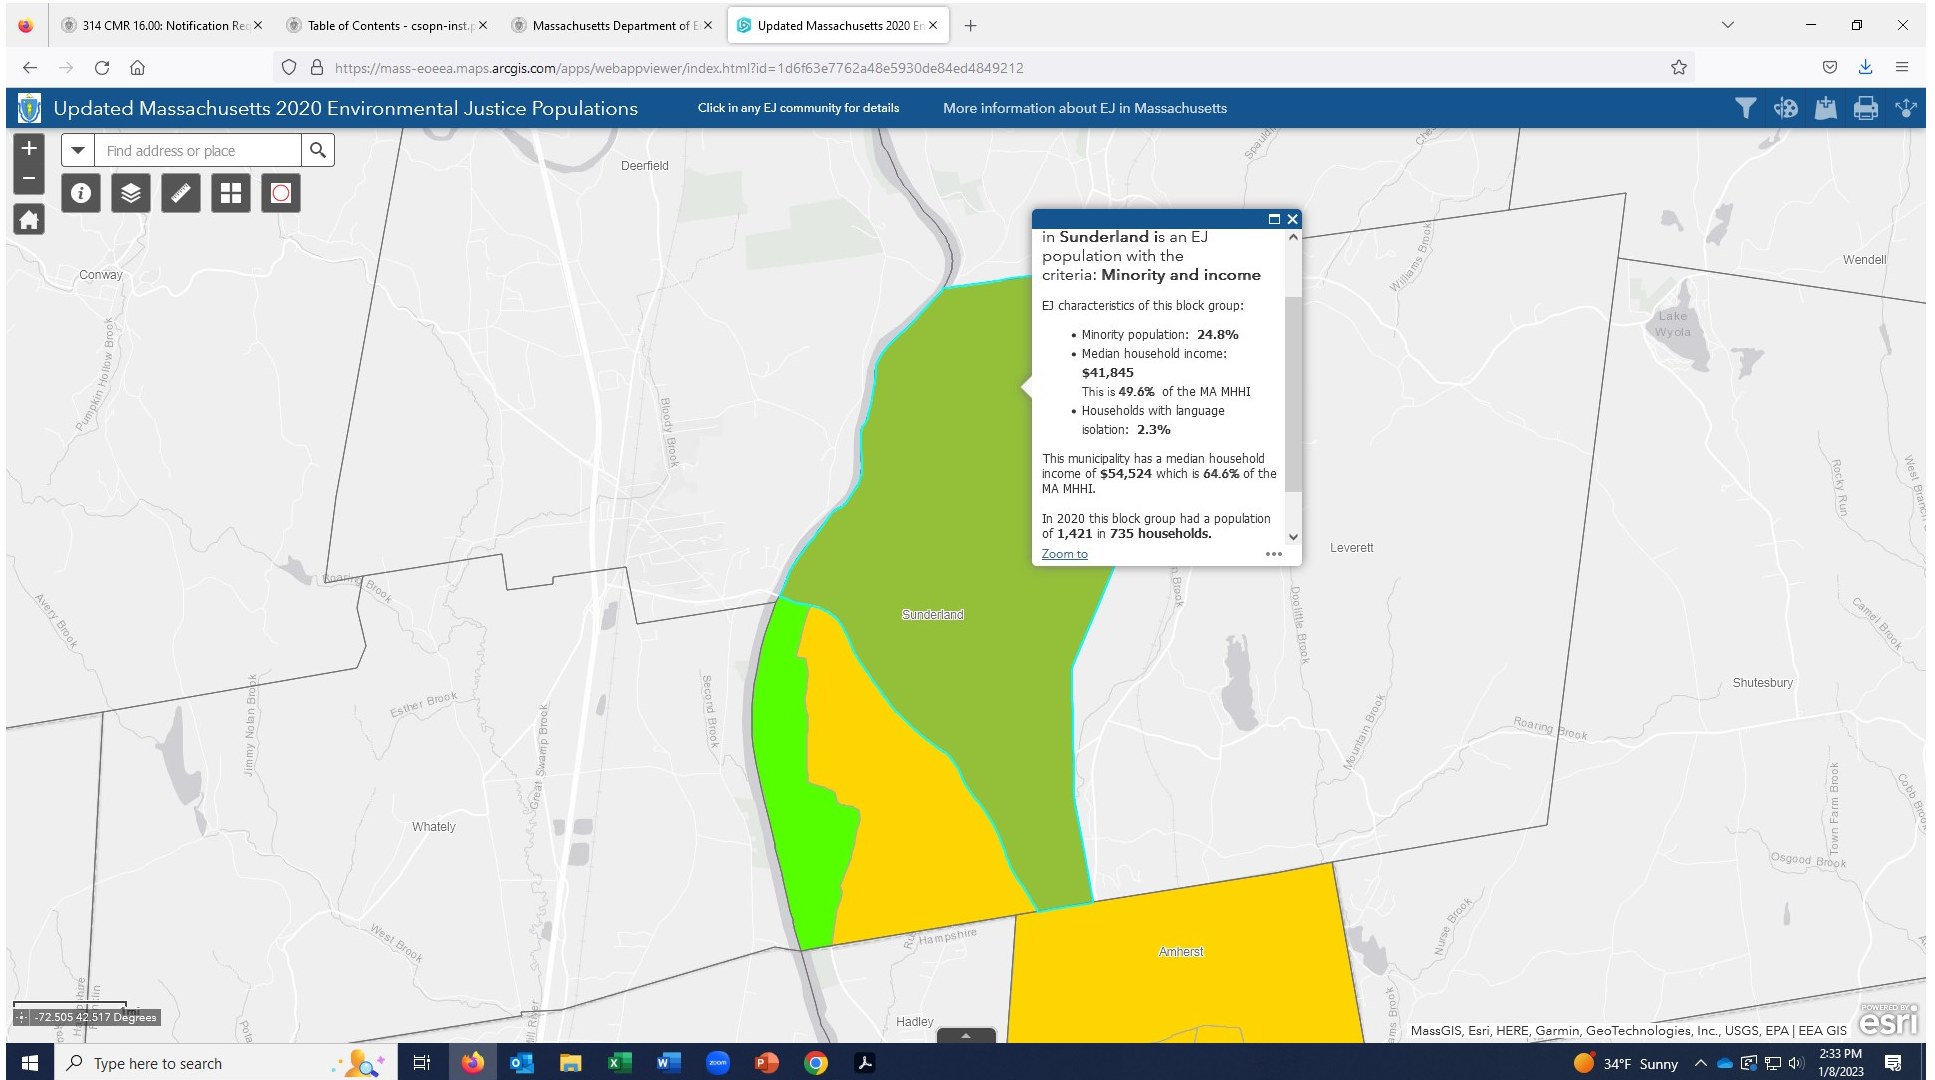 314 CMR 16.00: Notification Re
Table of Contents - csopn-inst.p
Massachusetts Department of E
Updated Massachusetts 2020 En
https://mass-eoeea.maps.arcgis.com/apps/webappviewer/index.html?id=1d6f63e7762a48e5930de84ed4849212
Updated Massachusetts 2020 Environmental Justice Populations
Click in any EJ community for details
More information about EJ in Massachusetts
Find address or place
Deerfield
Conway
Wendell
Lake
Wyola
Williams Brook
Pumpkin Hollow Brook
Bloody Brook
in Sunderland is an EJ
population with the
criteria: Minority and income
EJ characteristics of this block group:
• Minority population: 24.8%
• Median household income:
$41,845
This is 49.6% of the MA MHHI
• Households with language
isolation: 2.3%
This municipality has a median household
income of $54,524 which is 64.6% of the
MA MHHI.
In 2020 this block group had a population
of 1,421 in 735 households.
Zoom to
Rocky Run
West Branch
Leverett
Roaring Brook
Avery Brook
Doolittle Brook
Camel Brook
Sunderland
Shutesbury
Jimmy Nolan Brook
Esther Brook
Second Brook
Great Swamp Brook
Mountain Brook
Roaring Brook
Whately
Town Farm Brook
Cobb Broo
Osgood Brook
West Brook
Hampshire
Nurse Brook
Amherst
Mill River
Hadley
-72.505 42.517 Degrees
MassGIS, Esri, HERE, Garmin, GeoTechnologies, Inc., USGS, EPA | EEA GIS
POWERED BY
esri
Type here to search
zoom
34°F Sunny
2:33 PM
1/8/2023